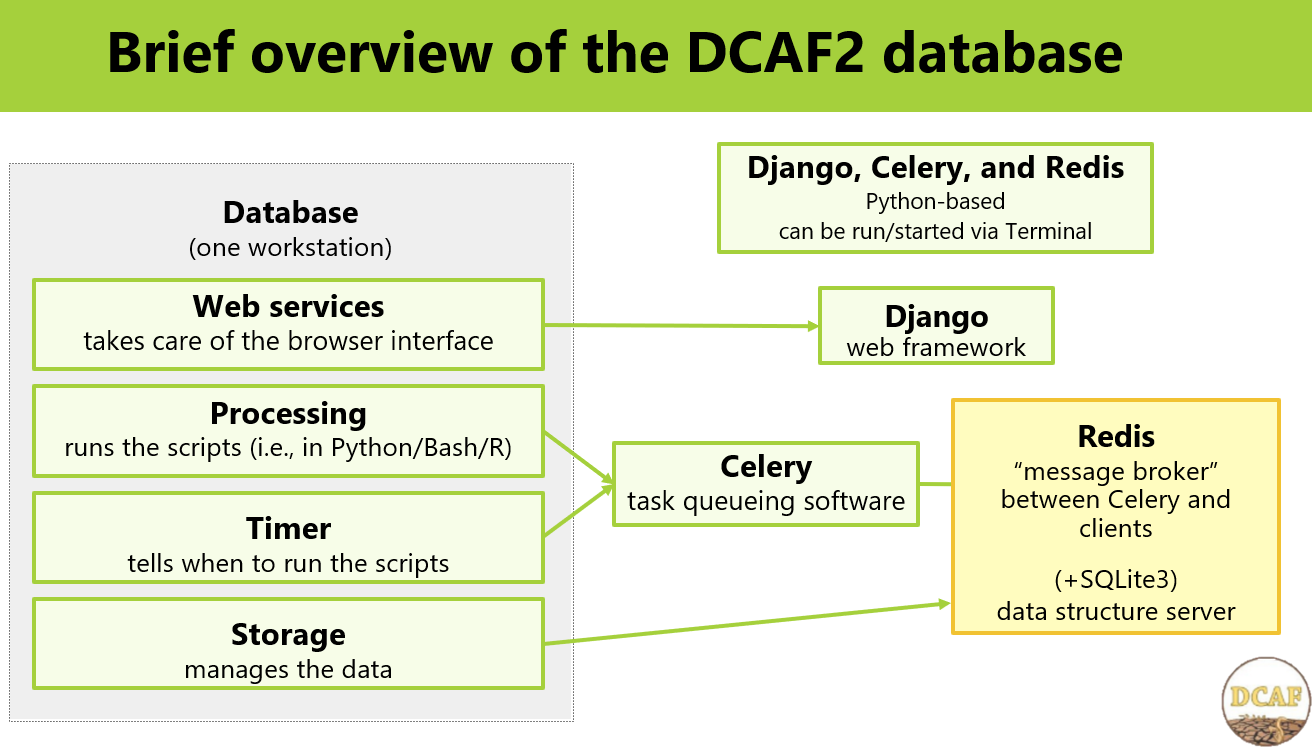 Brief overview of the DCAF2 database
Database
(one workstation)
Web services
takes care of the browser interface
Processing
runs the scripts (i.e., in Python/Bash/R)
Timer
tells when to run the scripts
Storage
manages the data
Django, Celery, and Redis
Python-based
can be run/started via Terminal
Django
web framework
Celery
task queueing software
Redis
“message broker”
between Celery and
clients
(+SQLite3)
data structure server
DCAF